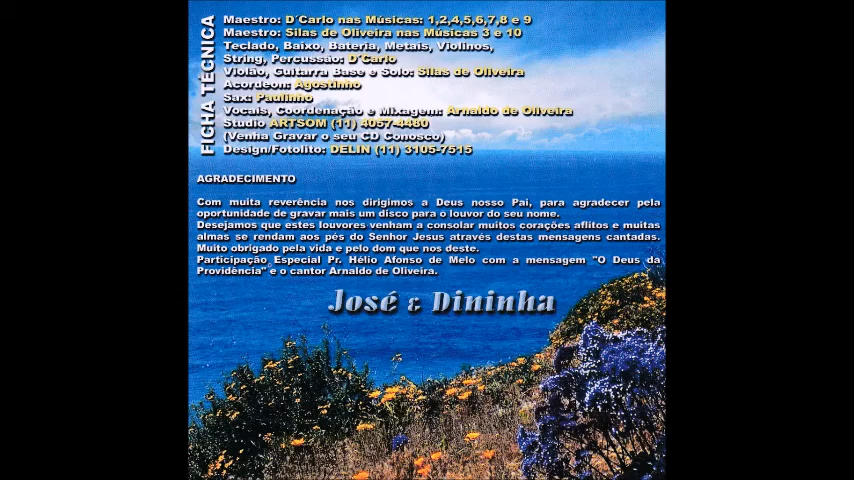 FICHA TÉCNICA
Maestro: D´Carlo nas Músicas: 1,2,4,5,6,7,8 e 9
Maestro: Silas de Oliveira nas Músicas 3 e 10
Teclado, Baixo, Bateria, Metais, Violinos,
String, Percussão: D´Carlo
Violão, Guitarra Base e Solo: Silas de Oliveira
Acordeon: Agostinho
Sax: Paulinho
Vocais, Coordenação e Mixagem: Arnaldo de Oliveira
Studio ARTSOM (11) 4057-4480
(Venha Gravar o seu CD Conosco)
Design/Fotolito: DELIN (11) 3105-7515
AGRADECIMENTO
Com muita reverência nos dirigimos a Deus nosso Pai, para agradecer pela
oportunidade de gravar mais um disco para o louvor do seu nome.
Desejamos que estes louvores venham a consolar muitos corações aflitos e muitas
almas se rendam aos pés do Senhor Jesus através destas mensagens cantadas.
Muito obrigado pela vida e pelo dom que nos deste.
Participação Especial Pr. Hélio Afonso de Melo com a mensagem "O Deus da
Providência" e o cantor Arnaldo de Oliveira.
José & Dininha